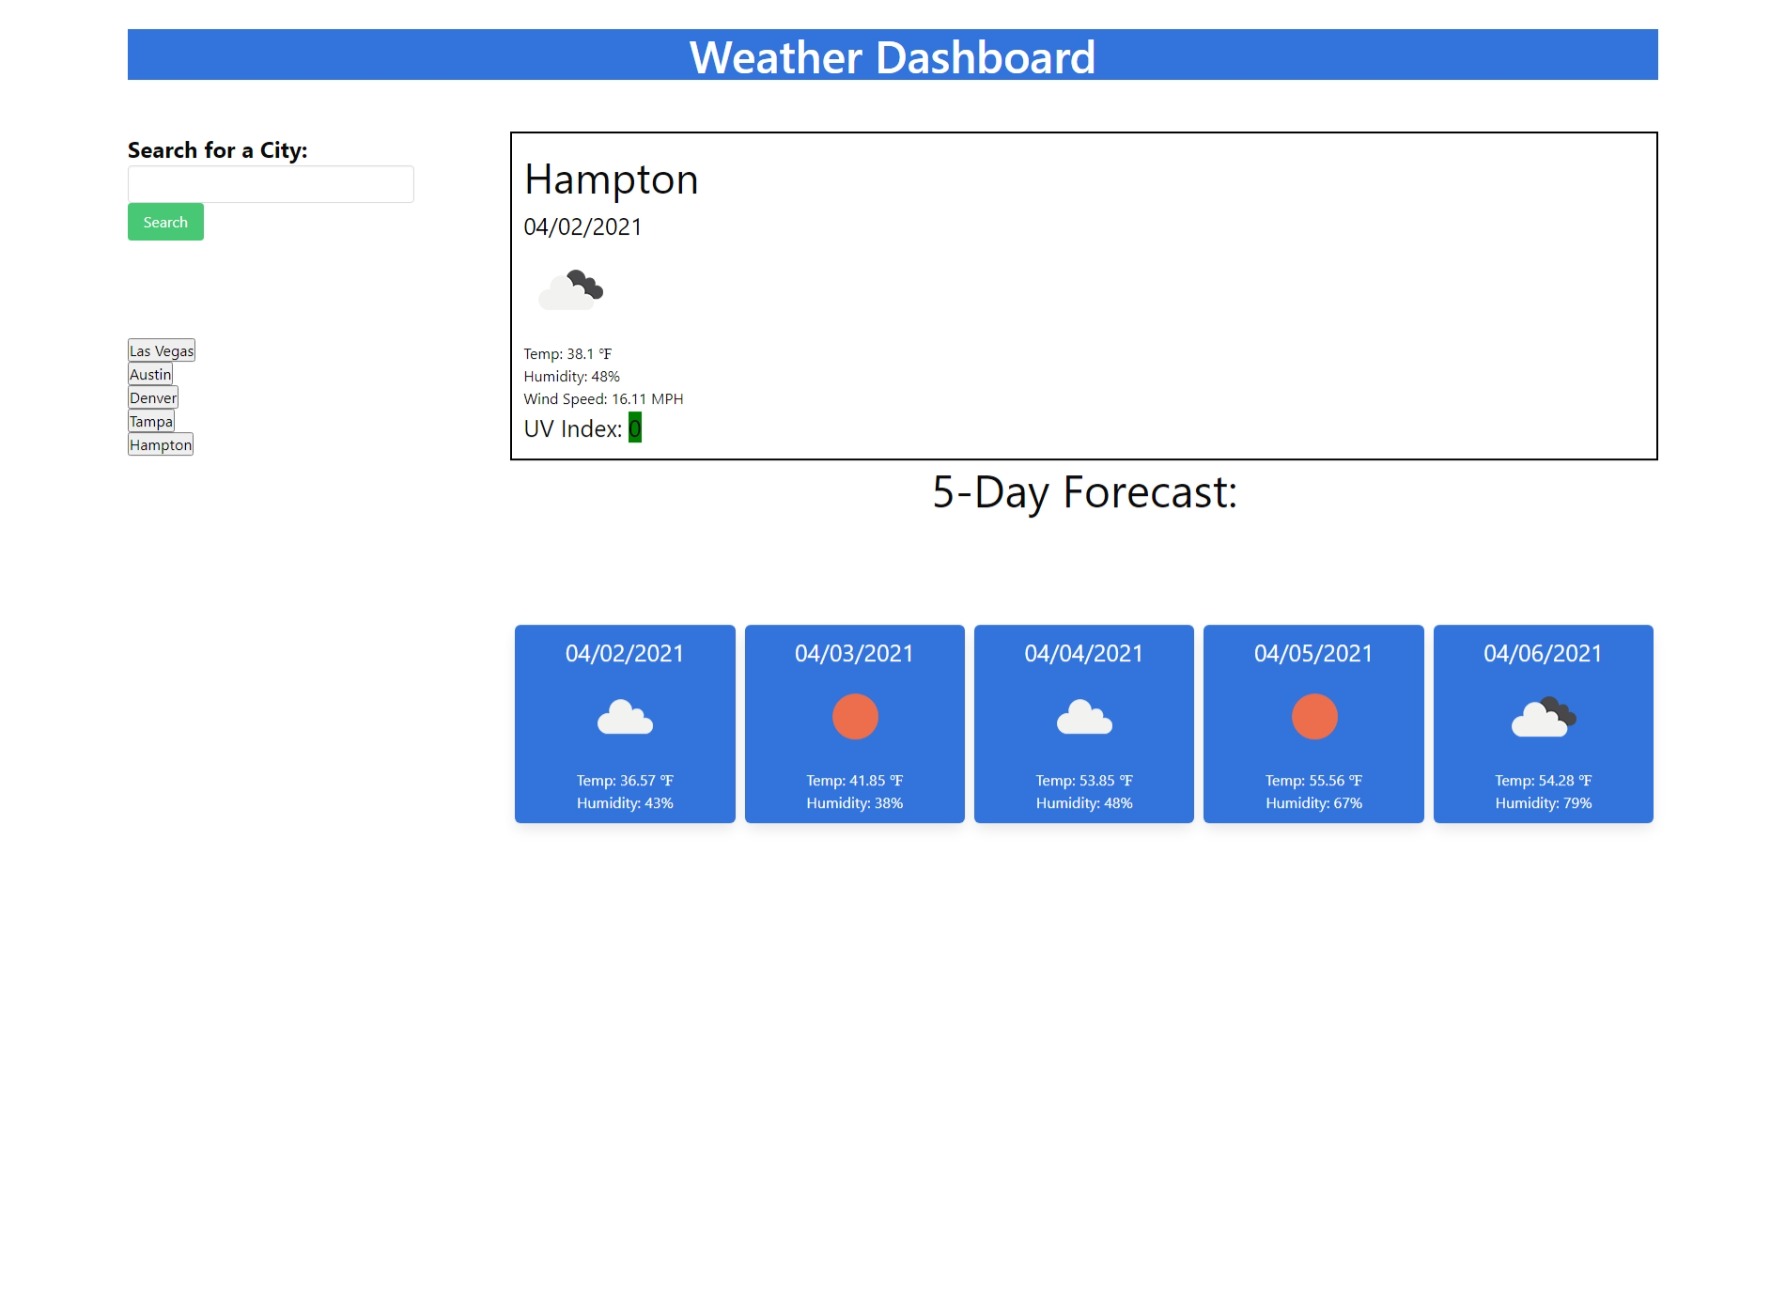 Weather Dashboard
Search for a City:
Search
Las Vegas
Austin
Denver
Tampa
Hampton
Hampton
04/02/2021
Temp: 38.1 °F
Humidity: 48%
Wind Speed: 16.11 MPH
UV Index: 0
5-Day Forecast:
04/02/2021
Temp: 36.57 °F
Humidity: 43%
04/03/2021
Temp: 41.85 °F
Humidity: 38%
04/04/2021
Temp: 53.85 °F
Humidity: 48%
04/05/2021
Temp: 55.56 °F
Humidity: 67%
04/06/2021
Temp: 54.28 °F
Humidity: 79%